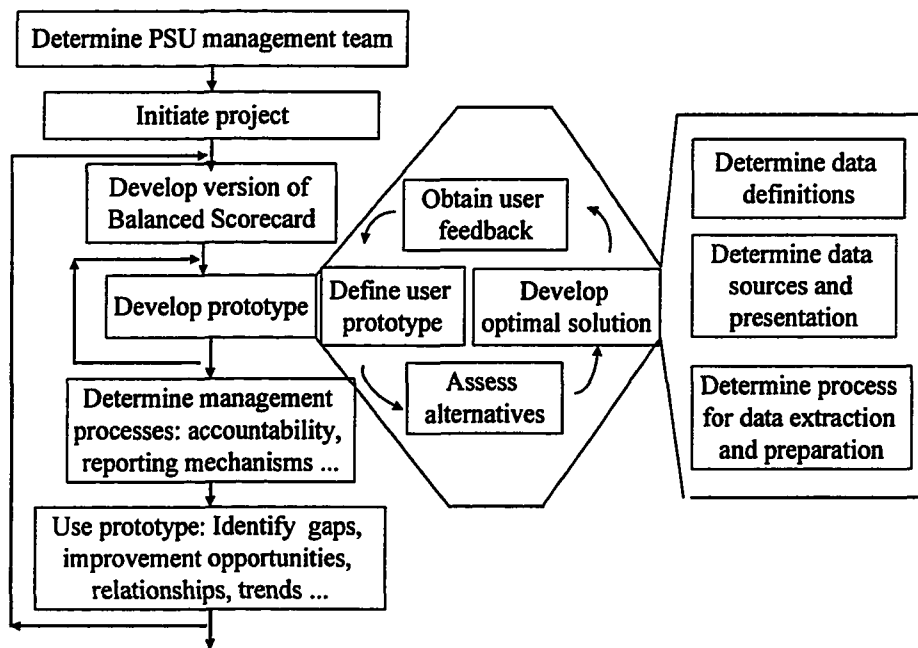 Determine PSU management team
Initiate project
Develop version of
Balanced Scorecard
Develop prototype
Determine management
processes: accountability,
reporting mechanisms ...
Use prototype: Identify gaps,
improvement opportunities,
relationships, trends ...
Obtain user
feedback
Define user
prototype
Develop
optimal solution
Assess
alternatives
Determine data
definitions
Determine data
sources and
presentation
Determine process
for data extraction
and preparation